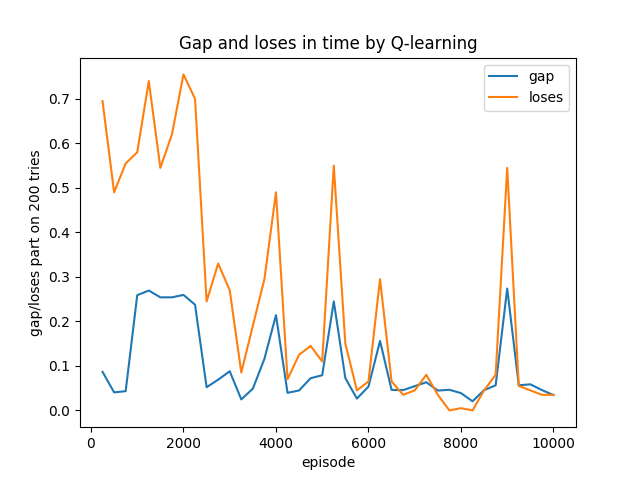 Gap and loses in time by Q-learning
gap
loses
gap/loses part on 200 tries
0.7
0.6
0.5
0.4
0.3
0.2
0.1
0.0
0 2000 4000 6000 8000 10000
episode